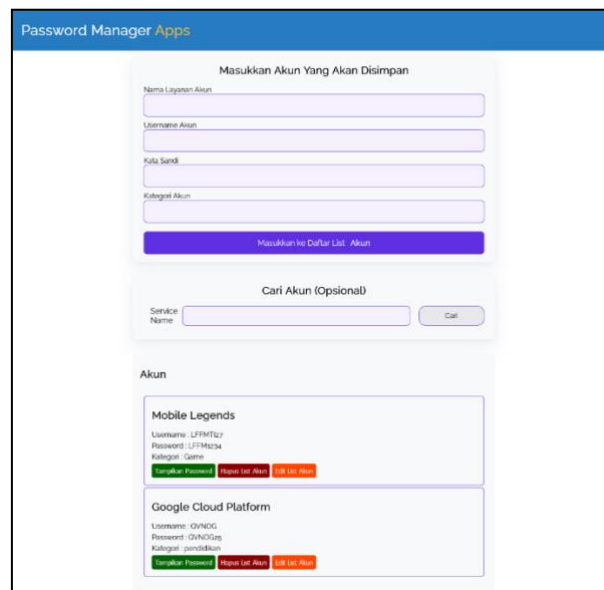 Password Manager Apps
Masukkan Akun Yang Akan Disimpan
Nama Layanan Akun
Username Akun
Kata Sandi
Kategori Akun
Masukkan ke Daftar List Akun
Cari Akun (Opsional)
Service
Name
Cari
Akun
Mobile Legends
Username : LFFMT127
Password : LFFM1234
Kategori : Game
Tampilkan Password Hapus List Akun Edit List Akun
Google Cloud Platform
Username : GVNOG
Password : GVNOG25
Kategori : pendidikan
Tampilkan Password Hapus List Akun Edit List Akun